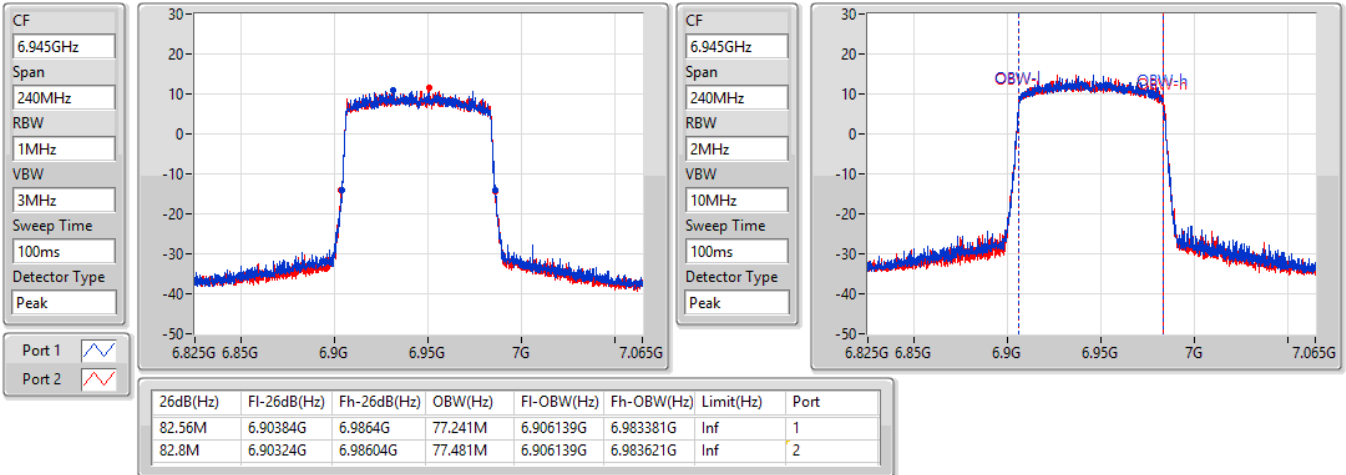 CF
6.945GHz
Span
240MHz
RBW
1MHz
VBW
3MHz
Sweep Time
100ms
Detector Type
Peak
30
20
10
0
-10
-20
-30
-40
-50
6.825G 6.85G 6.9G 6.95G 7G 7.065G
CF
6.945GHz
Span
240MHz
RBW
2MHz
VBW
10MHz
Sweep Time
100ms
Detector Type
Peak
30
20
10
0
-10
-20
-30
-40
-50
OBW-l OBW-h
6.825G 6.85G 6.9G 6.95G 7G 7.065G
Port 1
Port 2
26dB(Hz) Fl-26dB(Hz) Fh-26dB(Hz) OBW(Hz) Fl-OBW(Hz) Fh-OBW(Hz) Limit(Hz) Port
82.56M 6.90384G 6.9864G 77.241M 6.906139G 6.983381G Inf 1
82.8M 6.90324G 6.98604G 77.481M 6.906139G 6.983621G Inf 2